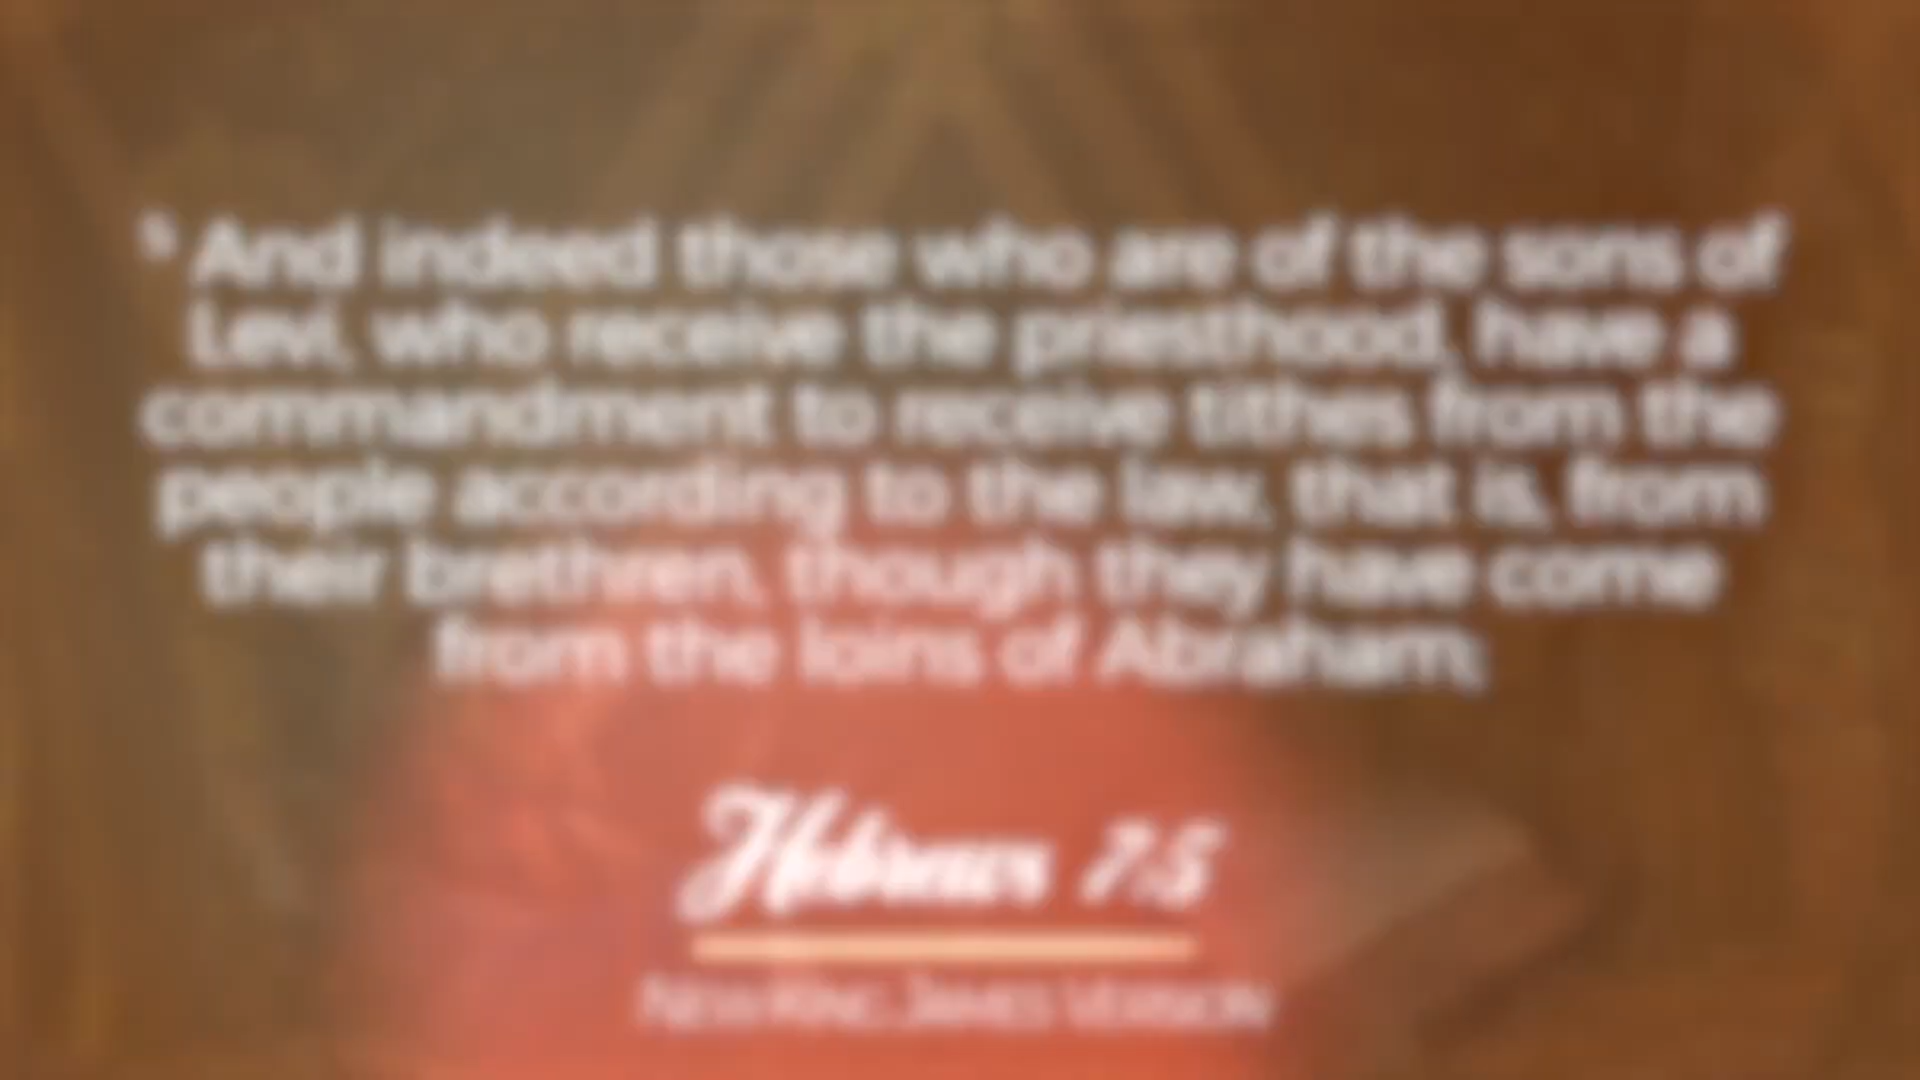 5 And indeed those who are of the sons of
Levi, who receive the priesthood, have a
commandment to receive tithes from the
people according to the law, that is, from
their brethren, though they have come
from the loins of Abraham;
Hebrews 7:5
New King James Version